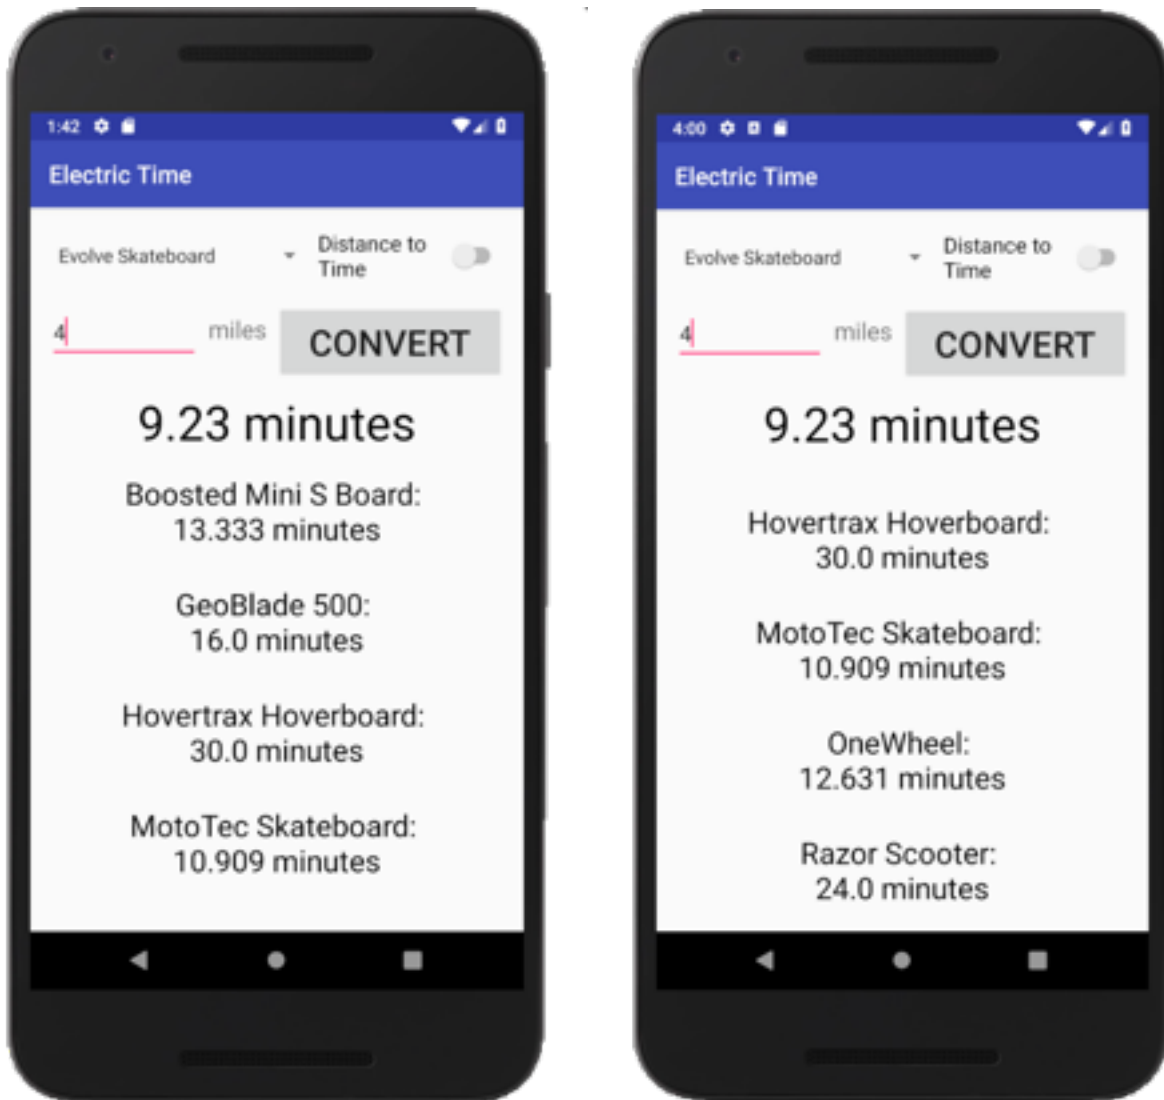 1:42
Electric Time
Evolve Skateboard
Distance to
Time
4
miles
CONVERT
9.23 minutes
Boosted Mini S Board:
13.333 minutes
GeoBlade 500:
16.0 minutes
Hovertrax Hoverboard:
30.0 minutes
MotoTec Skateboard:
10.909 minutes
4:00
Electric Time
Evolve Skateboard
Distance to
Time
4
miles
CONVERT
9.23 minutes
Hovertrax Hoverboard:
30.0 minutes
MotoTec Skateboard:
10.909 minutes
OneWheel:
12.631 minutes
Razor Scooter:
24.0 minutes